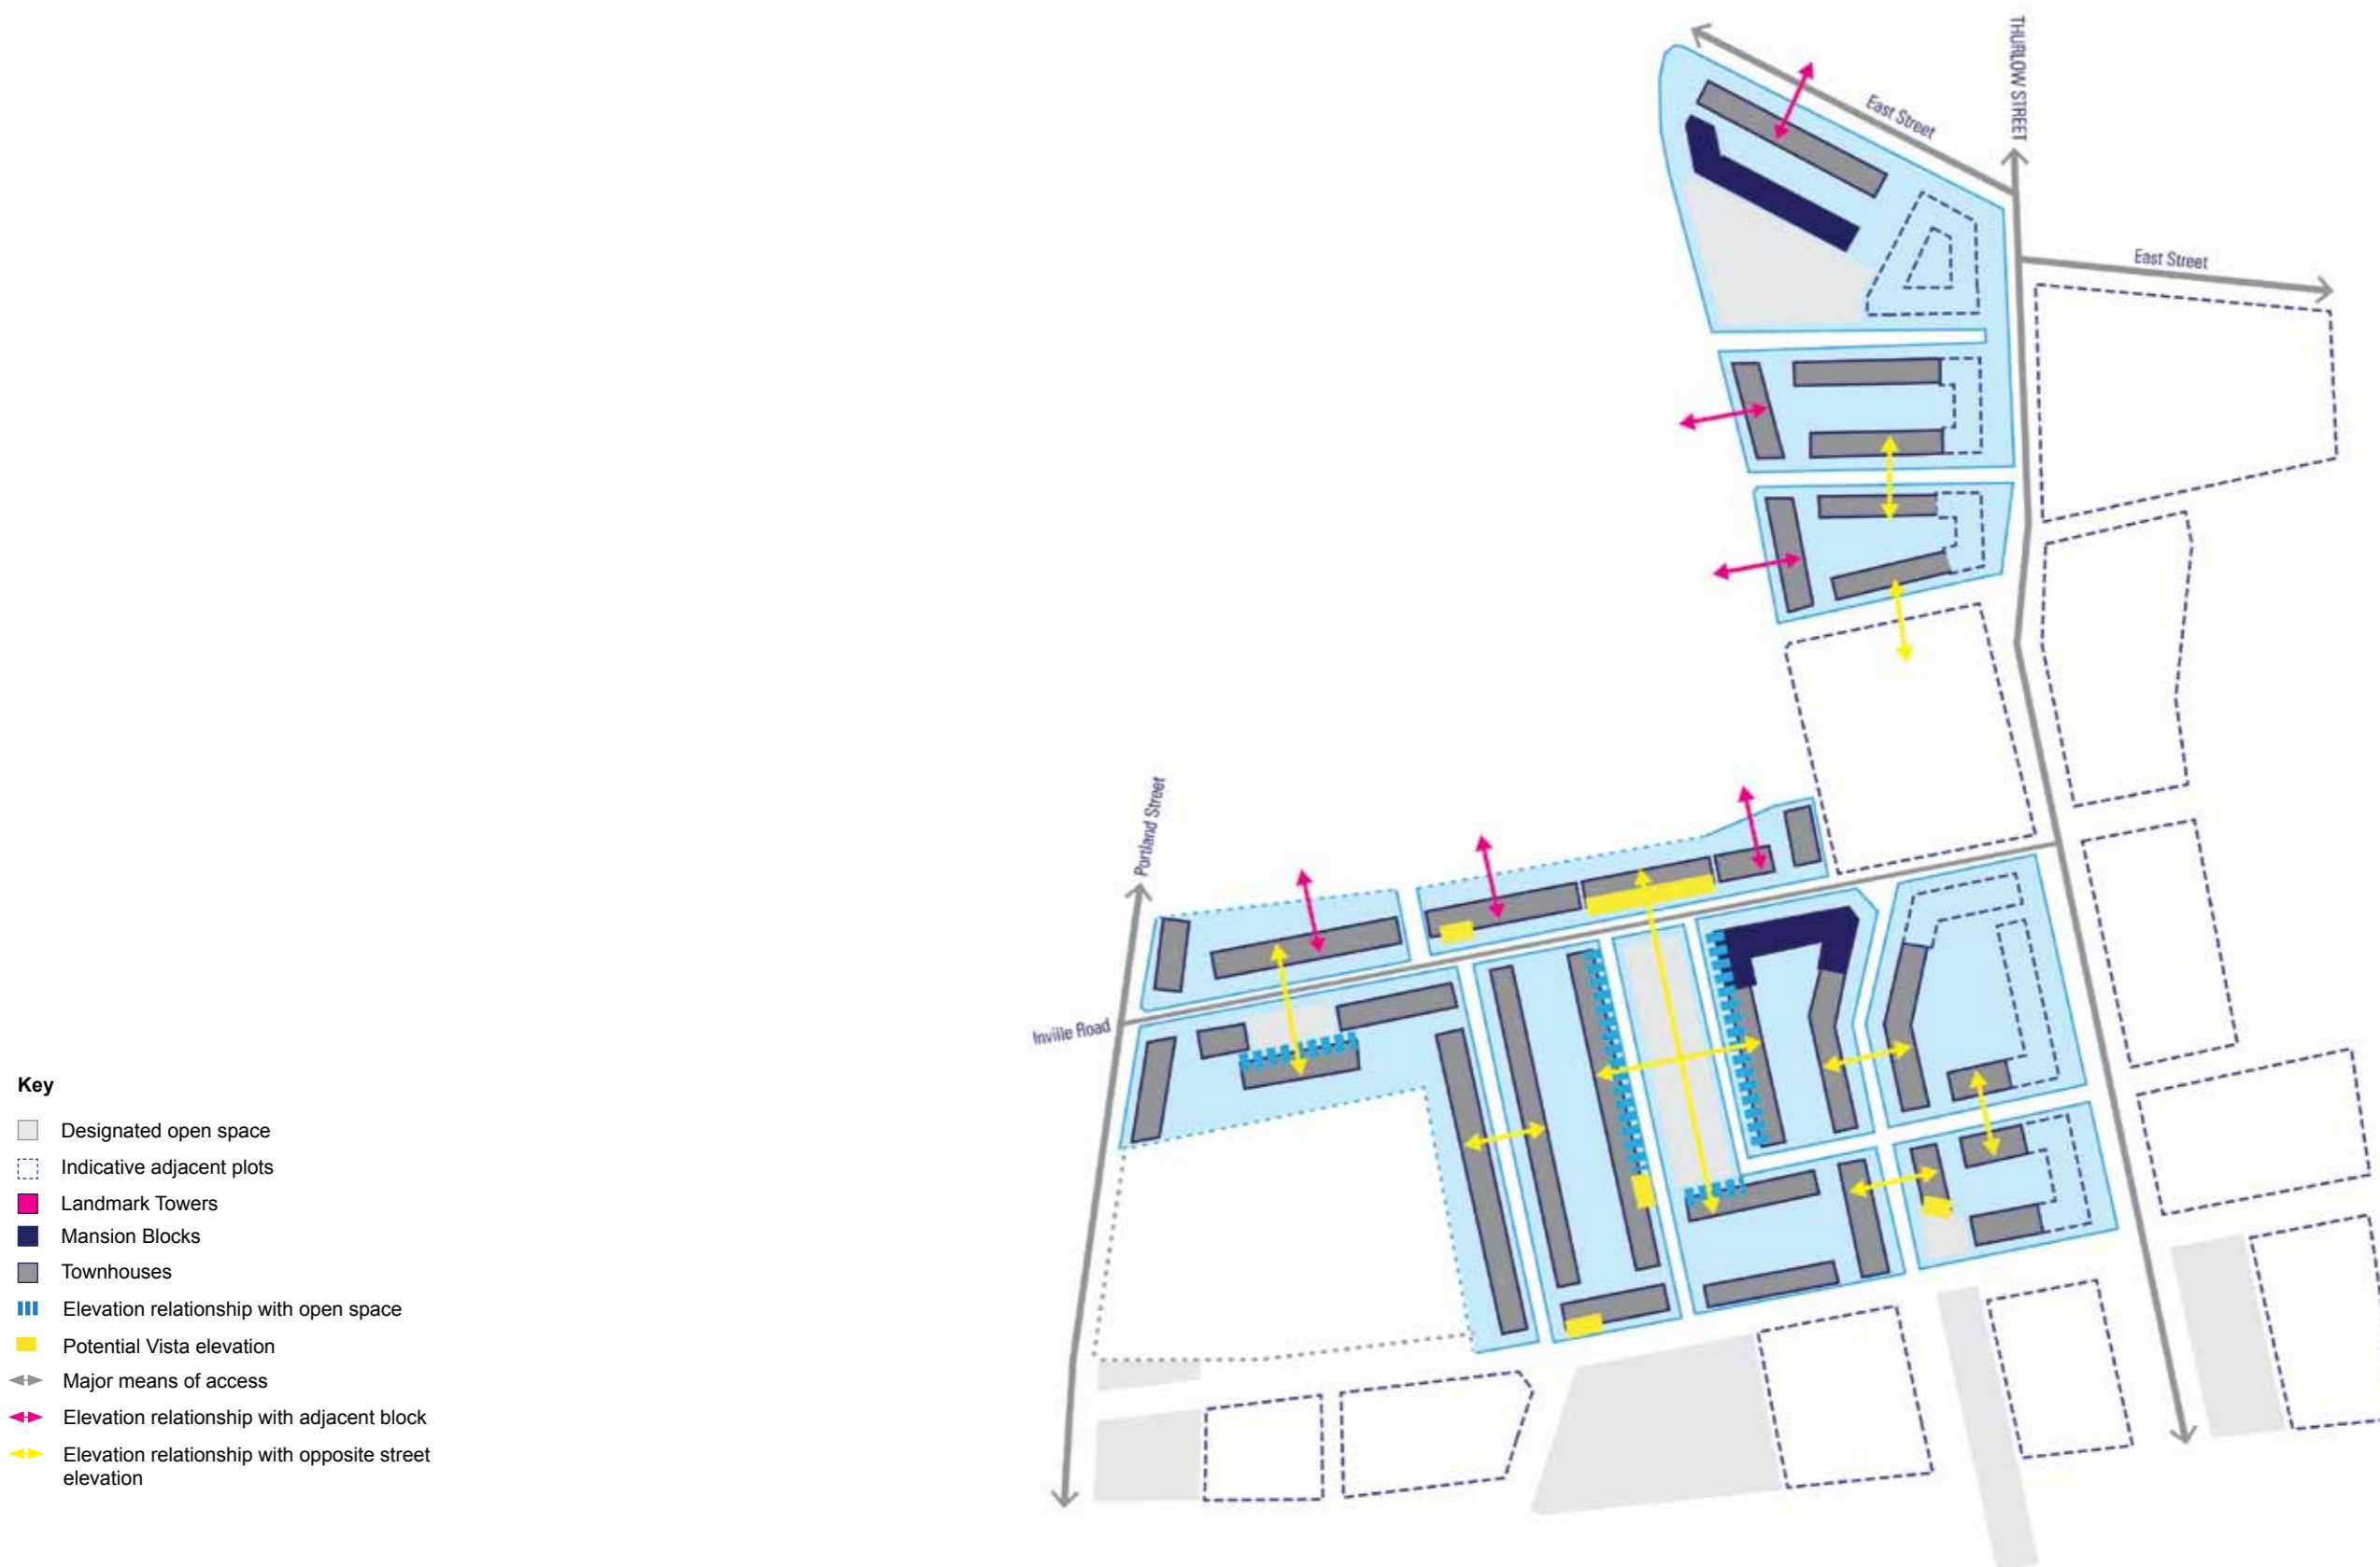 THURLOW STREET
East Street
East Street
Portland Street
Inville Road
Key
Designated open space
Indicative adjacent plots
Landmark Towers
Mansion Blocks
Townhouses
Elevation relationship with open space
Potential Vista elevation
Major means of access
Elevation relationship with adjacent block
Elevation relationship with opposite street
elevation